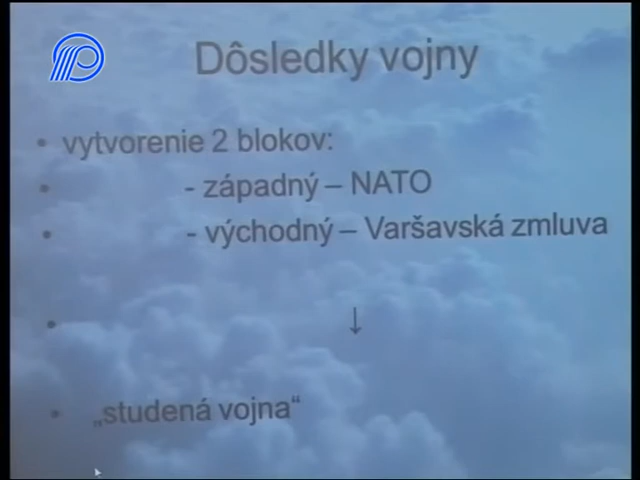 Dôsledky vojny
• vytvorenie 2 blokov:
• - západný – NATO
• - východný – Varšavská zmluva
• ↓
• „studená vojna“